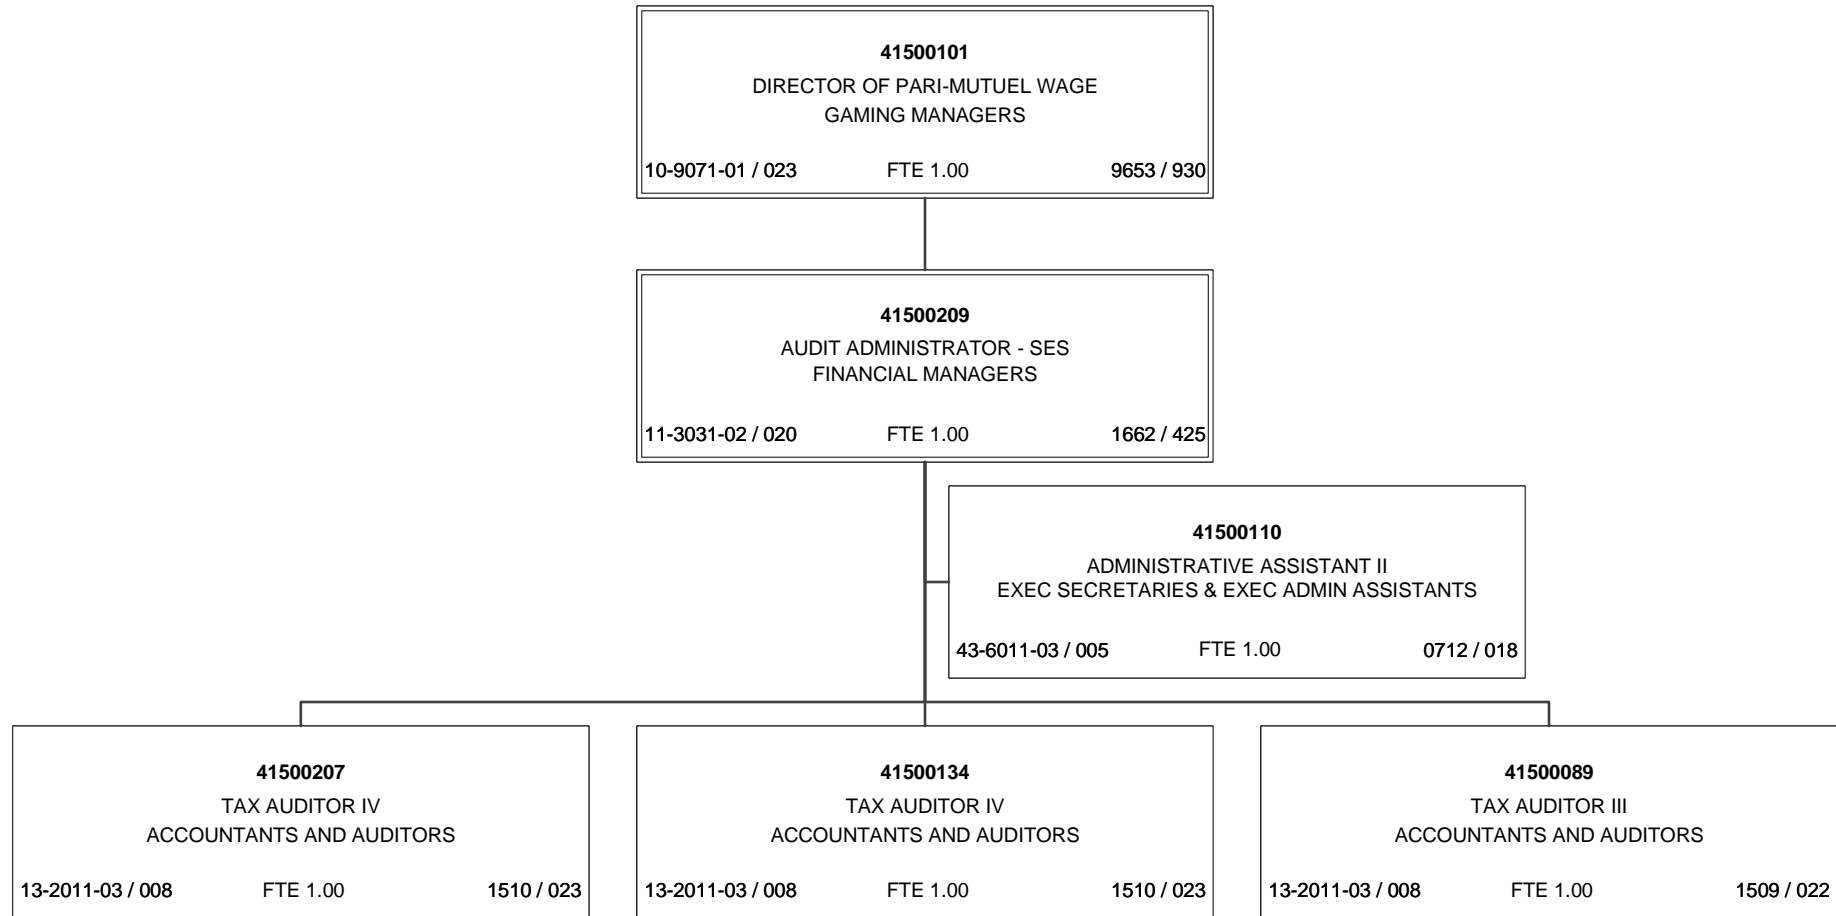 41500101
DIRECTOR OF PARI-MUTUEL WAGE
GAMING MANAGERS
10-9071-01 / 023 FTE 1.00 9653 / 930
41500209
AUDIT ADMINISTRATOR - SES
FINANCIAL MANAGERS
11-3031-02 / 020 FTE 1.00 1662 / 425
41500110
ADMINISTRATIVE ASSISTANT II
EXEC SECRETARIES & EXEC ADMIN ASSISTANTS
43-6011-03 / 005 FTE 1.00 0712 / 018
41500207
TAX AUDITOR IV
ACCOUNTANTS AND AUDITORS
13-2011-03 / 008 FTE 1.00 1510 / 023
41500134
TAX AUDITOR IV
ACCOUNTANTS AND AUDITORS
13-2011-03 / 008 FTE 1.00 1510 / 023
41500089
TAX AUDITOR III
ACCOUNTANTS AND AUDITORS
13-2011-03 / 008 FTE 1.00 1509 / 022